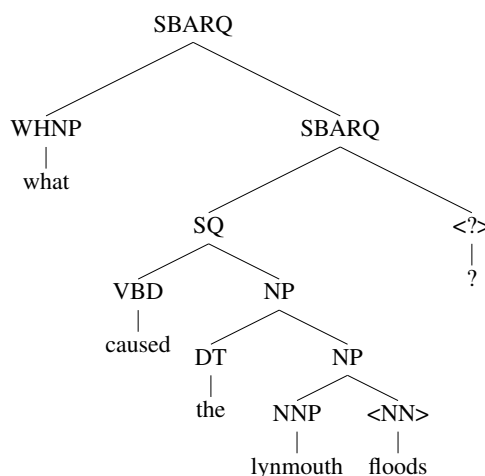 SBARQ
WHNP SBARQ
what
SQ <?>
VBD NP ?
caused
DT NP
the
NNP <NN>
lynmouth floods